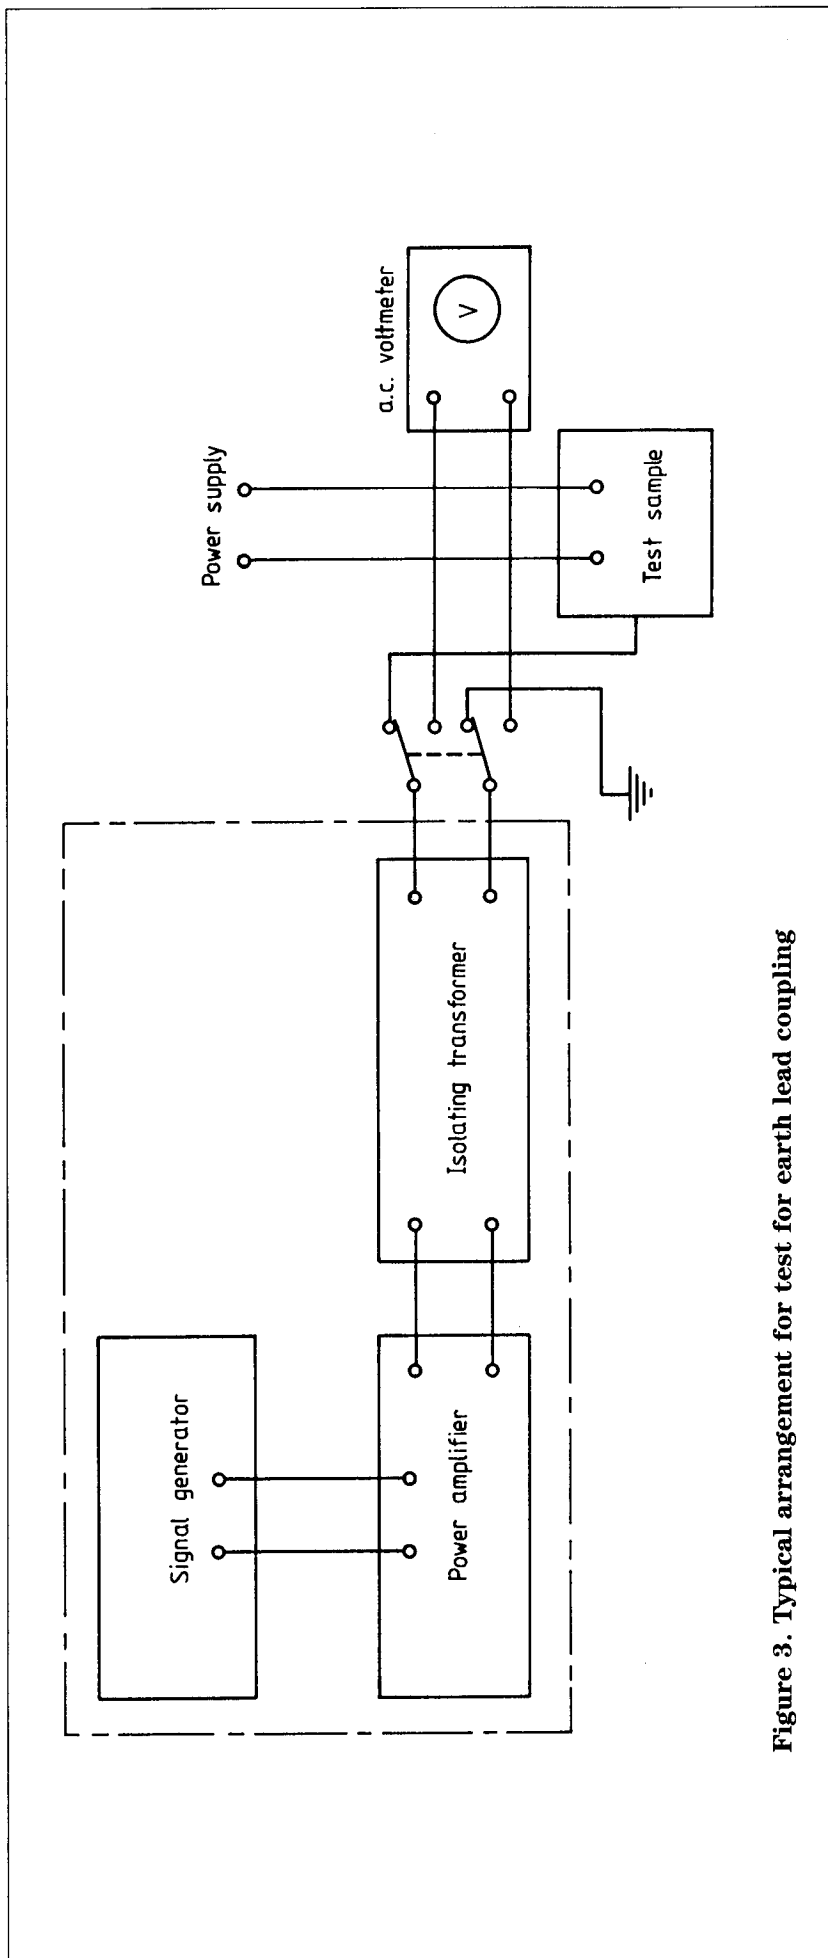 Signal generator
Power amplifier
Isolating transformer
Power supply
a.c. voltmeter
V
Test sample
Figure 3. Typical arrangement for test for earth lead coupling